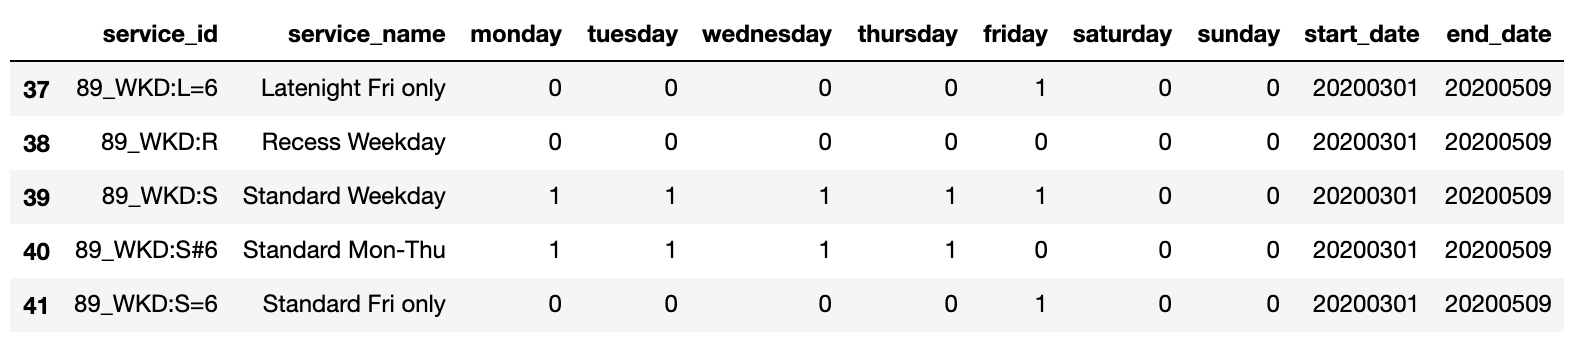 service_id service_name monday tuesday wednesday thursday friday saturday sunday start_date end_date
37 89_WKD:L=6 Latenight Fri only 0 0 0 0 1 0 0 20200301 20200509
38 89_WKD:R Recess Weekday 0 0 0 0 0 0 0 20200301 20200509
39 89_WKD:S Standard Weekday 1 1 1 1 1 0 0 20200301 20200509
40 89_WKD:S#6 Standard Mon-Thu 1 1 1 1 0 0 0 20200301 20200509
41 89_WKD:S=6 Standard Fri only 0 0 0 0 1 0 0 20200301 20200509